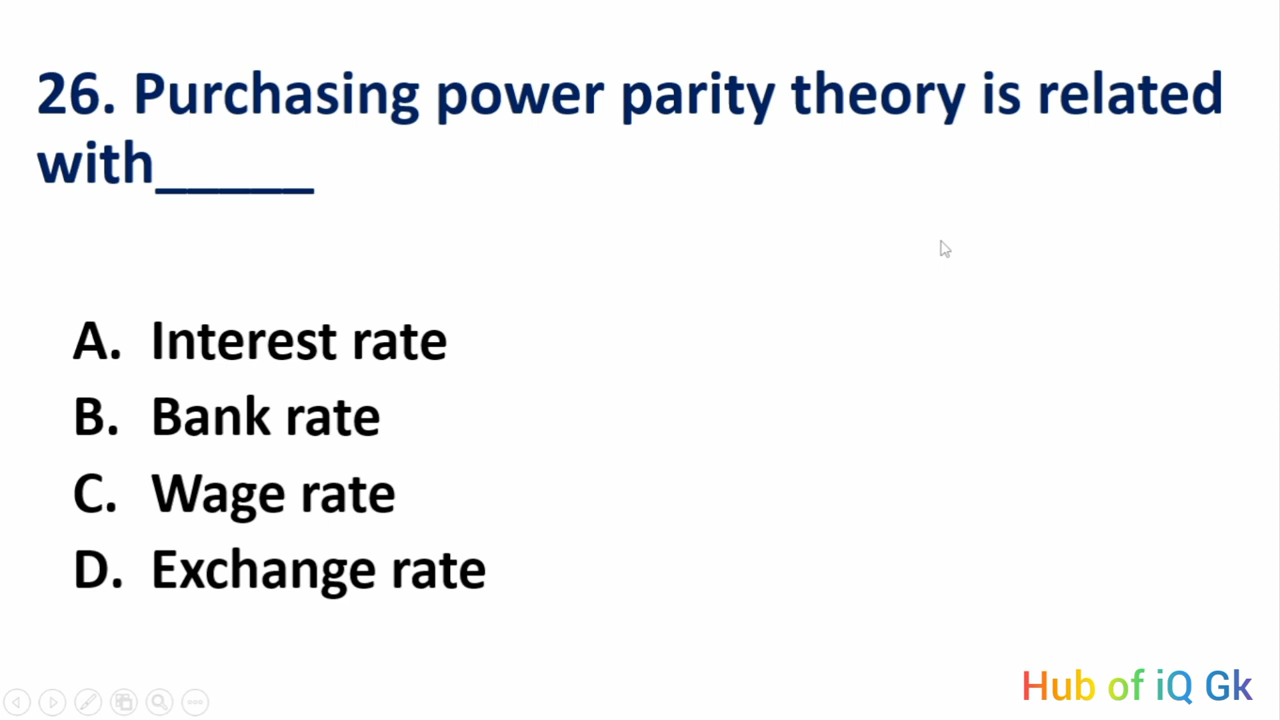 26. Purchasing power parity theory is related
with_____
A. Interest rate
B. Bank rate
C. Wage rate
D. Exchange rate
Hub of iQ Gk